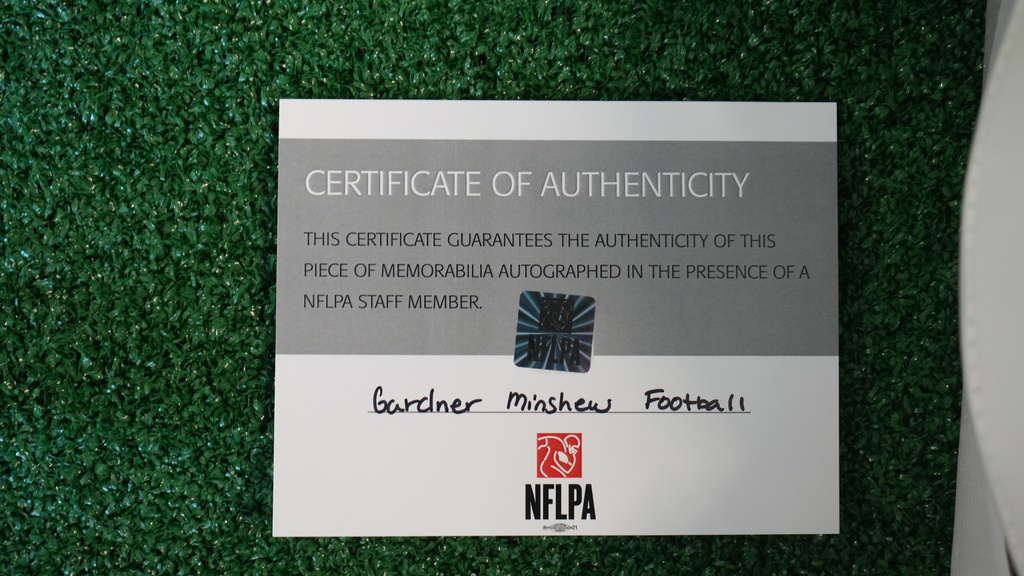 CERTIFICATE OF AUTHENTICITY
THIS CERTIFICATE GUARANTEES THE AUTHENTICITY OF THIS
PIECE OF MEMORABILIA AUTOGRAPHED IN THE PRESENCE OF A
NFLPA STAFF MEMBER.
NFLPA
Gardner Minshew Football
NFLPA